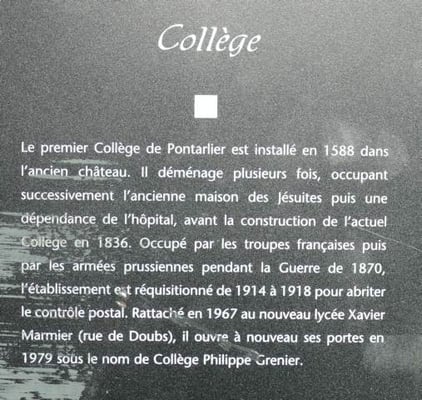 Collège
Le premier Collège de Pontarlier est installé en 1588 dans
l'ancien château. Il déménage plusieurs fois, occupant
successivement l'ancienne maison des Jésuites puis une
dépendance de l'hôpital, avant la construction de l'actuel
Collège en 1836. Occupé par les troupes françaises puis
par les armées prussiennes pendant la Guerre de 1870,
l'établissement est réquisitionné de 1914 à 1918 pour abriter
le contrôle postal. Rattaché en 1967 au nouveau lycée Xavier
Marmier (rue de Doubs), il ouvre à nouveau ses portes en
1979 sous le nom de Collège Philippe Grenier.